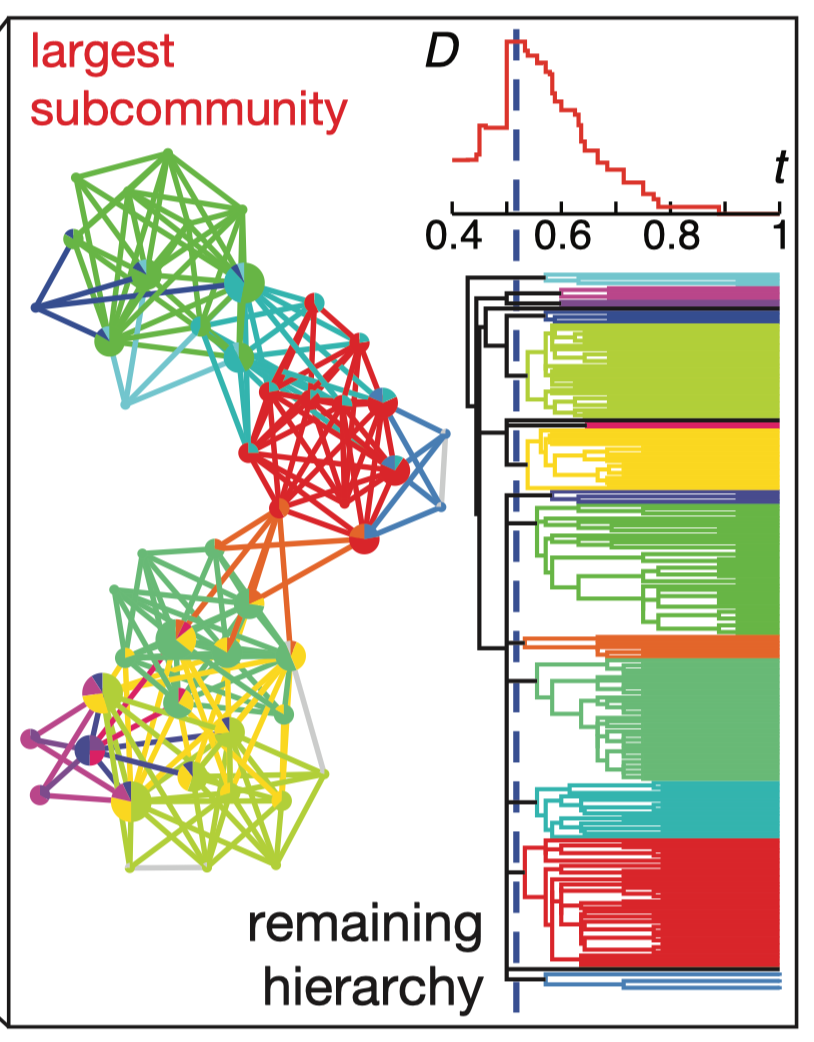 largest
subcommunity
D
t
0.4 0.6 0.8 1
remaining
hierarchy